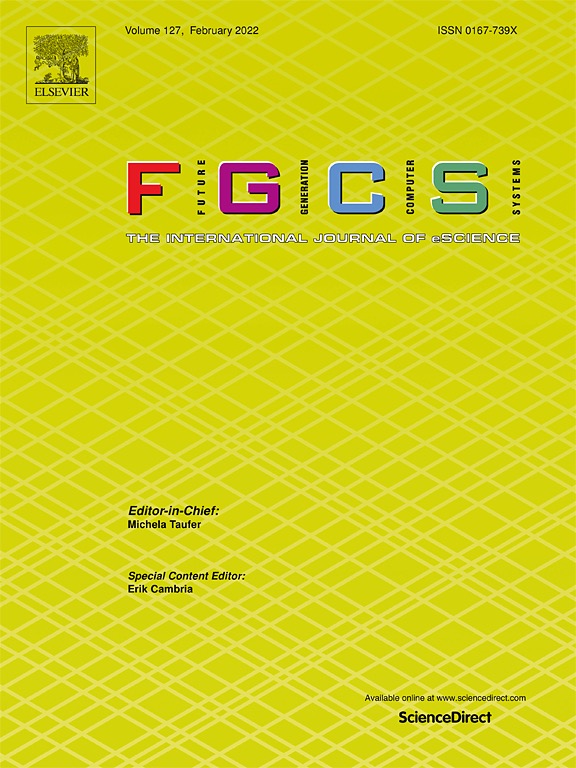 Volume 127, February 2022
ISSN 0167-739X
ELSEVIER
F FUTURE G GENERATION C COMPUTER S SYSTEMS
THE INTERNATIONAL JOURNAL OF eSCIENCE
Editor-in-Chief:
Michela Taufer
Special Content Editor:
Erik Cambria
Available online at www.sciencedirect.com
ScienceDirect